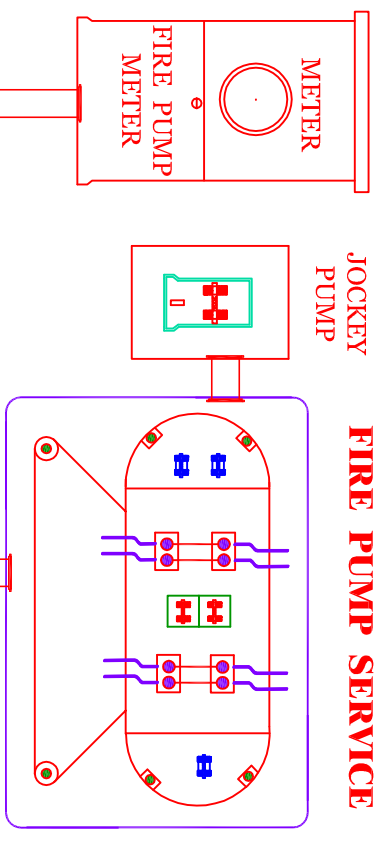 FIRE PUMP SERVICE
JOCKEY
PUMP
METER
FIRE PUMP
METER